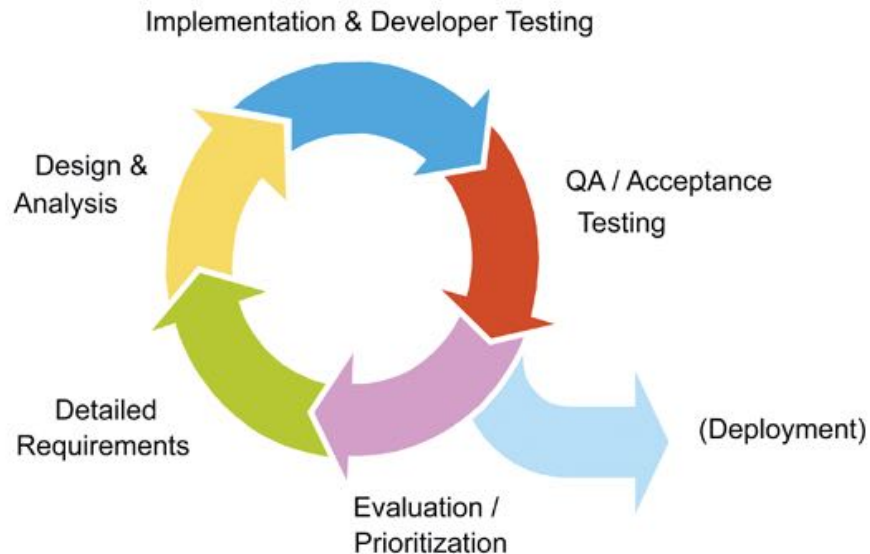 Implementation & Developer Testing
Design &
Analysis
QA / Acceptance
Testing
Detailed
Requirements
(Deployment)
Evaluation /
Prioritization